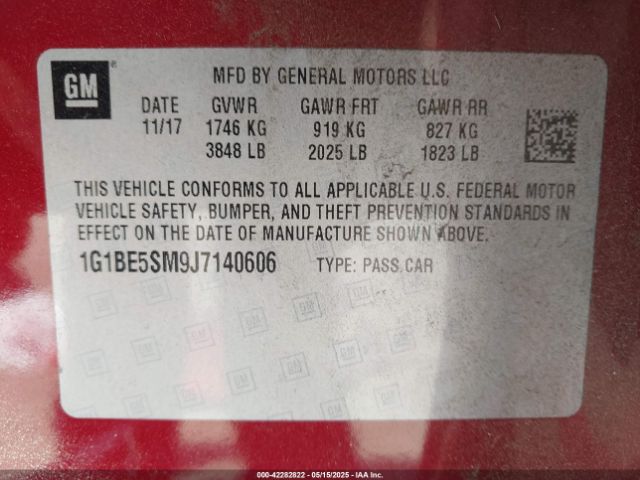 GM ® MFD BY GENERAL MOTORS LLC
DATE GVWR GAWR FRT GAWR RR
11/17 1746 KG 919 KG 827 KG
3848 LB 2025 LB 1823 LB
THIS VEHICLE CONFORMS TO ALL APPLICABLE U.S. FEDERAL MOTOR
VEHICLE SAFETY, BUMPER, AND THEFT PREVENTION STANDARDS IN
EFFECT ON THE DATE OF MANUFACTURE SHOWN ABOVE.
1G1BE5SM9J7140606 TYPE: PASS.CAR
000-42282822 - 05/15/2025 - IAAI Inc.